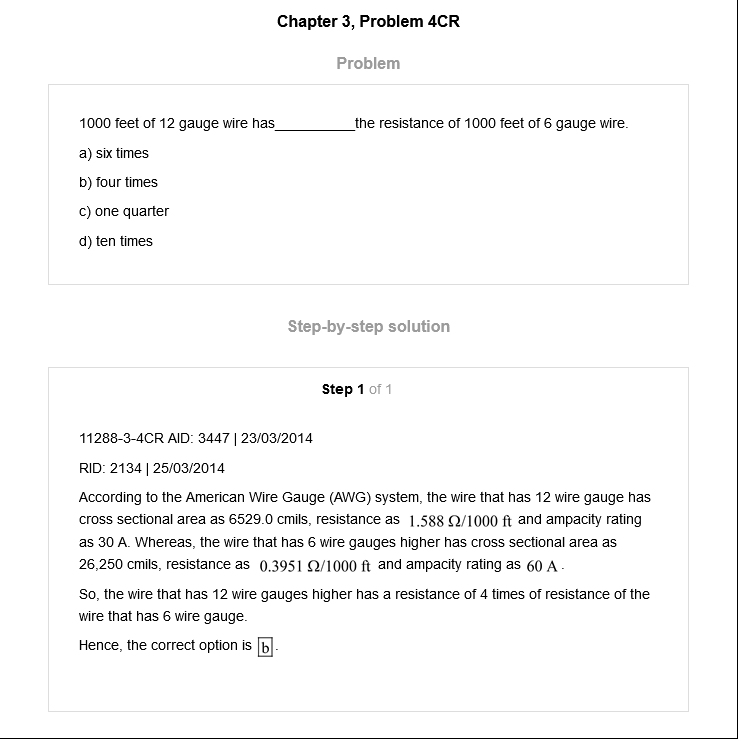 Chapter 3, Problem 4CR
Problem
1000 feet of 12 gauge wire has__________the resistance of 1000 feet of 6 gauge wire.
a) six times
b) four times
c) one quarter
d) ten times
Step-by-step solution
Step 1 of 1
11288-3-4CR AID: 3447 | 23/03/2014
RID: 2134 | 25/03/2014
According to the American Wire Gauge (AWG) system, the wire that has 12 wire gauge has
cross sectional area as 6529.0 cmils, resistance as 1.588 Ω/1000 ft and ampacity rating
as 30 A. Whereas, the wire that has 6 wire gauges higher has cross sectional area as
26,250 cmils, resistance as 0.3951 Ω/1000 ft and ampacity rating as 60 A.
So, the wire that has 12 wire gauges higher has a resistance of 4 times of resistance of the
wire that has 6 wire gauge.
Hence, the correct option is b.